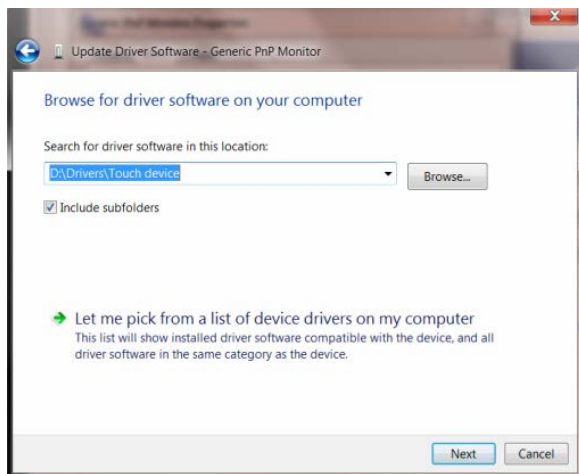 Update Driver Software - Generic PnP Monitor
Browse for driver software on your computer
Search for driver software in this location:
D:\Drivers\Touch device
Browse...
Include subfolders
Let me pick from a list of device drivers on my computer
This list will show installed driver software compatible with the device, and all
driver software in the same category as the device.
Next
Cancel